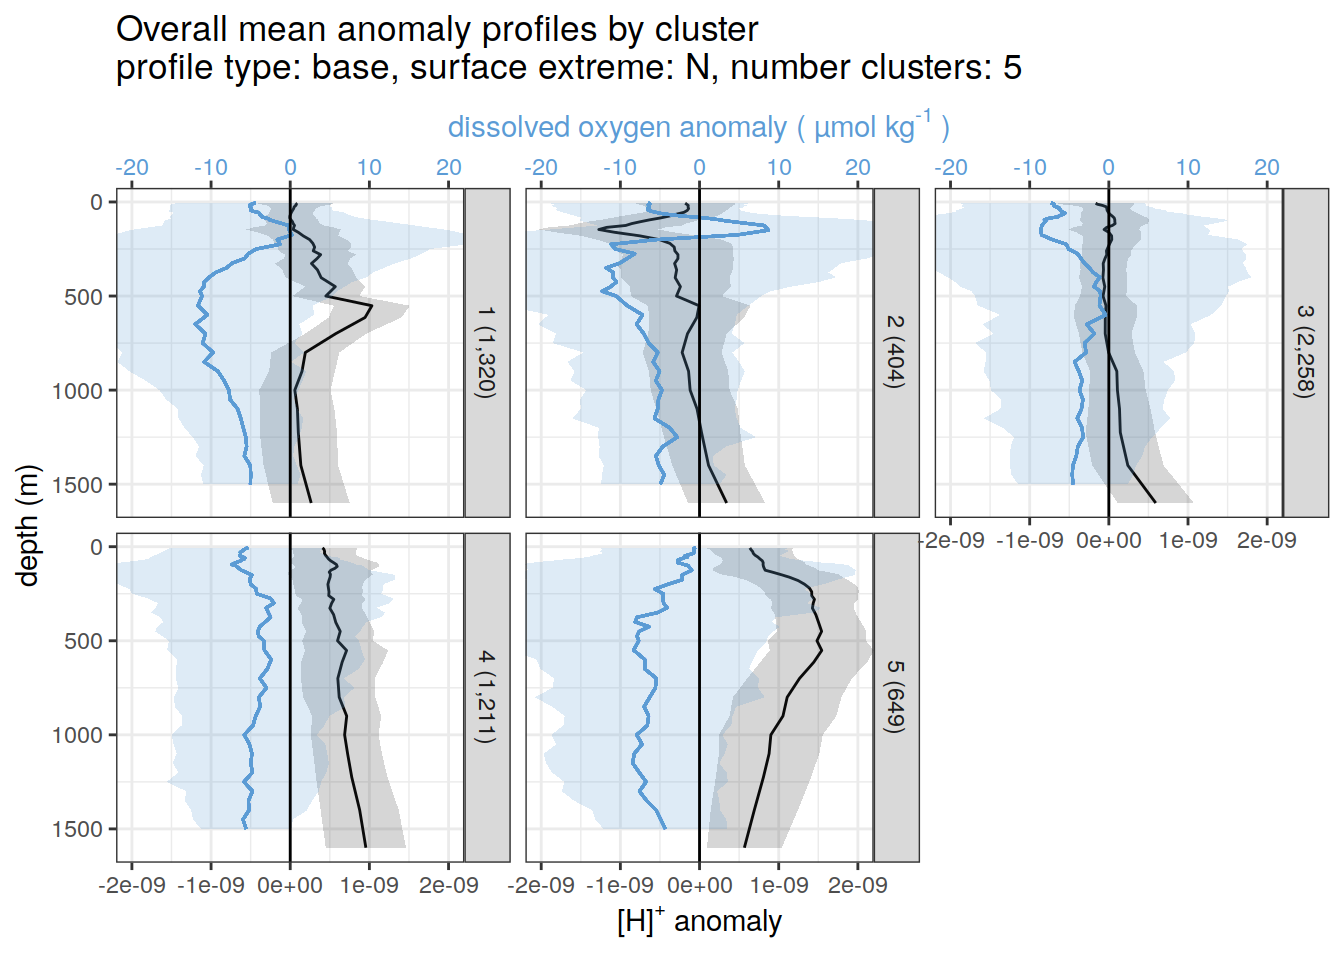 Overall mean anomaly profiles by cluster
profile type: base, surface extreme: N, number clusters: 5
dissolved oxygen anomaly ( µmol kg⁻¹ )
-20 -10 0 10 20 -20 -10 0 10 20 -20 -10 0 10 20
0
500
1000
1500
1 (1,320)
2 (404)
3 (2,258)
-2e-09 -1e-09 0e+00 1e-09 2e-09
depth (m)
0
500
1000
1500
4 (1,211)
5 (649)
-2e-09 -1e-09 0e+00 1e-09 2e-09 -2e-09 -1e-09 0e+00 1e-09 2e-09
[H]⁺ anomaly